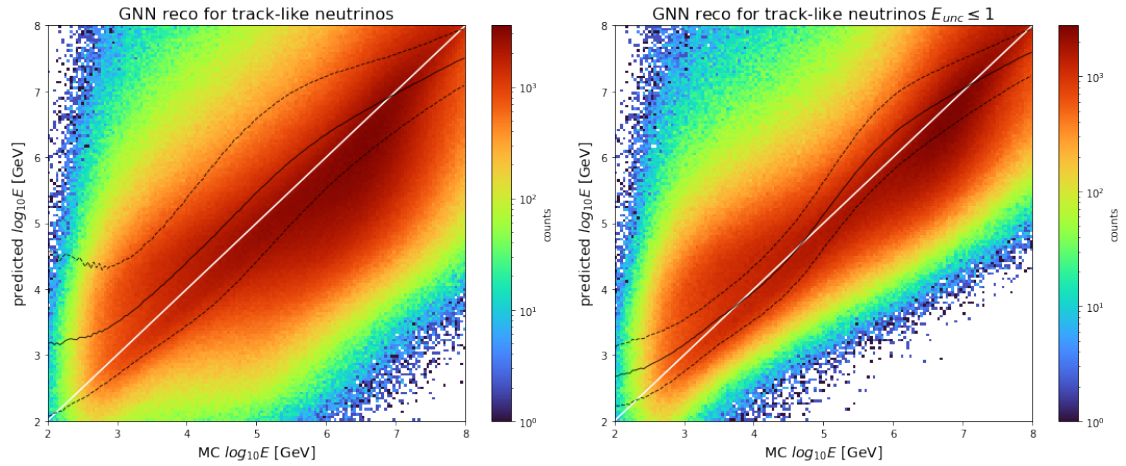 GNN reco for track-like neutrinos
8
7
6
5
4
3
2
predicted log₁₀E [GeV]
2 3 4 5 6 7 8
MC log₁₀E [GeV]
10³
10²
10¹
10⁰
counts
GNN reco for track-like neutrinos E_unc ≤ 1
8
7
6
5
4
3
2
predicted log₁₀E [GeV]
2 3 4 5 6 7 8
MC log₁₀E [GeV]
10³
10²
10¹
10⁰
counts